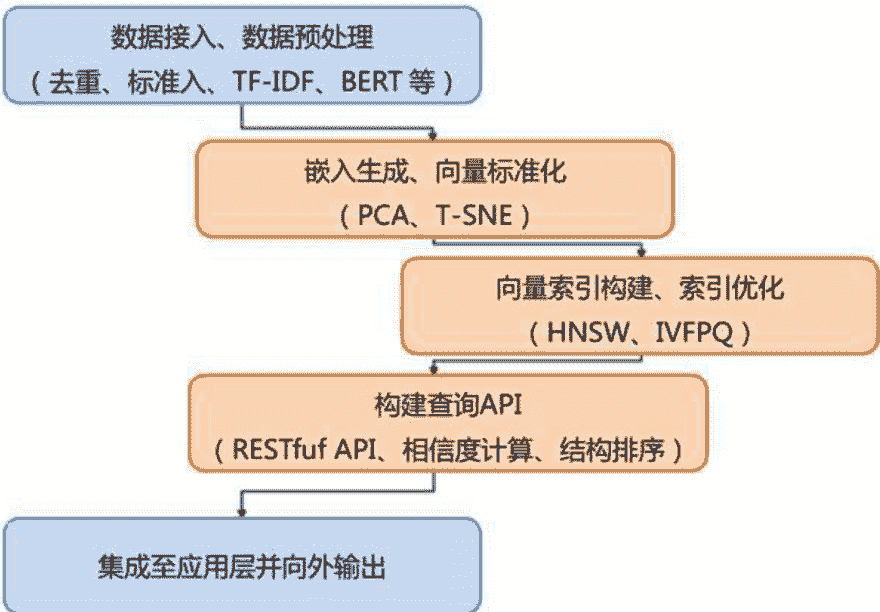 数据接入、数据预处理
（去重、标准入、TF-IDF、BERT 等）
嵌入生成、向量标准化
（PCA、T-SNE）
向量索引构建、索引优化
（HNSW、IVFPQ）
构建查询API
（RESTfuf API、相信度计算、结构排序）
集成至应用层并向外输出